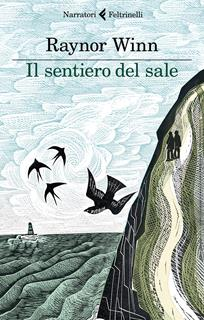 Narratori Feltrinelli
Raynor Winn
Il sentiero del sale